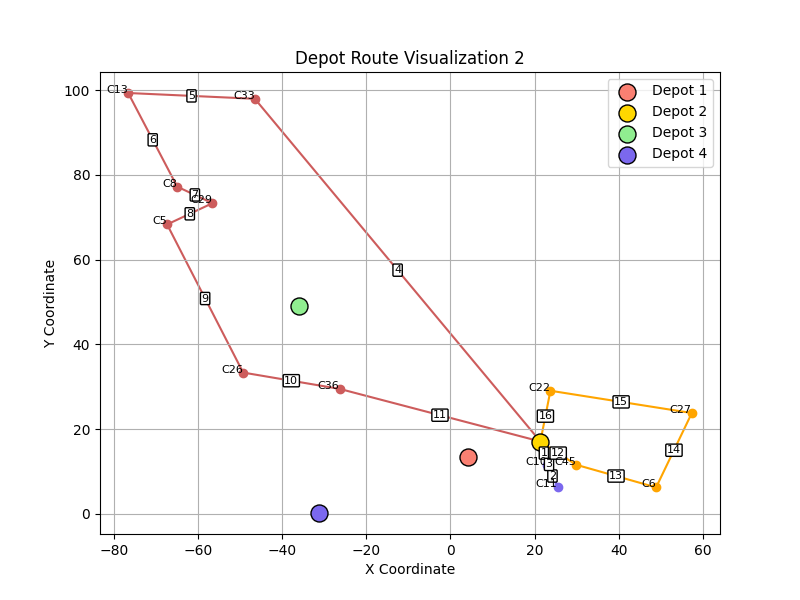 Depot Route Visualization 2
Depot 1
Depot 2
Depot 3
Depot 4
Y Coordinate
100
80
60
40
20
0
C13
5
C33
6
C8
7
C29
C5
8
4
9
C26
10
C36
11
C22
15
C27
16
1
12
14
C45
3
2
13
C6
C11
−80
−60
−40
−20
0
20
40
60
X Coordinate